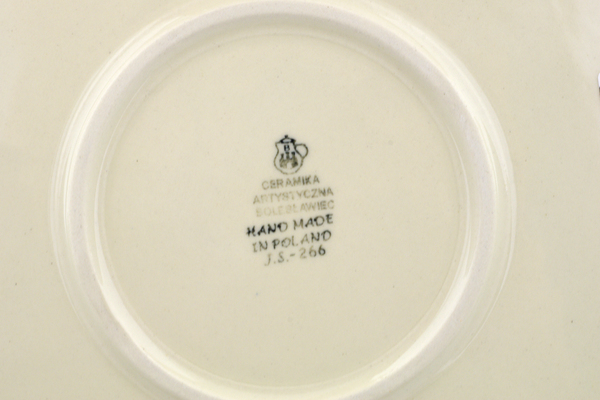 CERAMIKA
ARTYSTYCZNA
BOLESŁAWIEC
HAND MADE
IN POLAND
J.S.-266